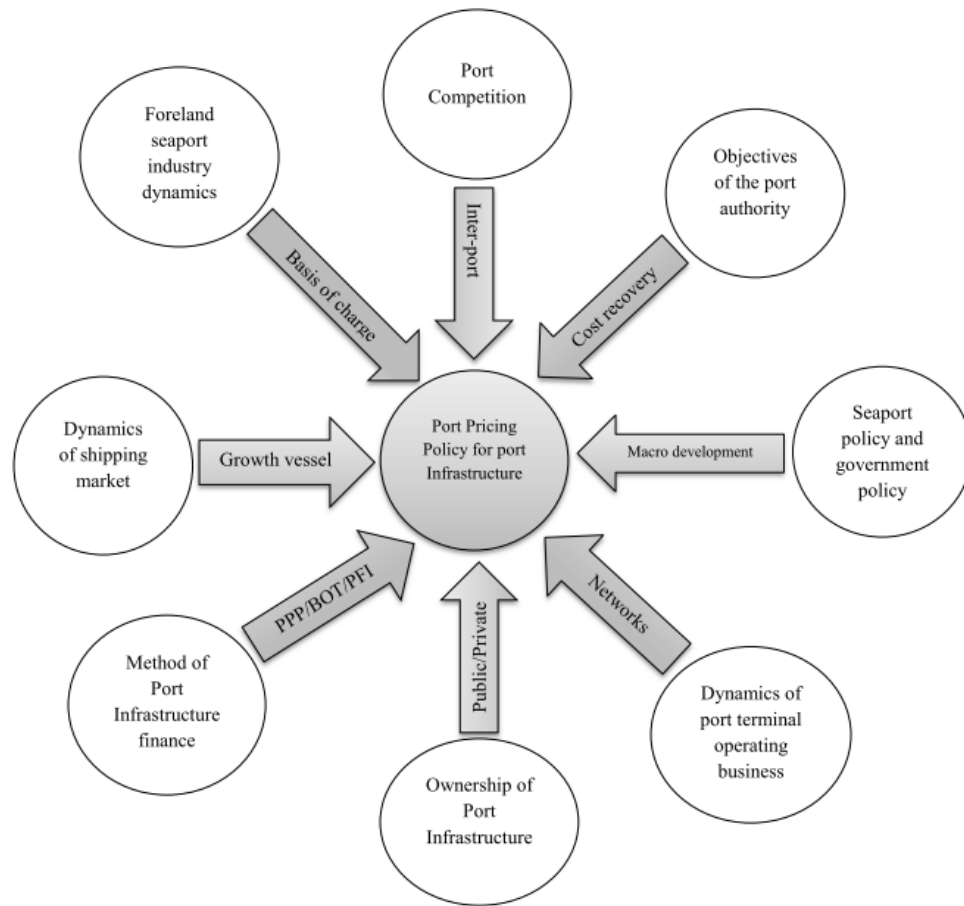 Port
Competition
Foreland
seaport
industry
dynamics
Objectives
of the port
authority
Inter-port
Basis of charge
Cost recovery
Dynamics
of shipping
market
Growth vessel
Port Pricing
Policy for port
Infrastructure
Macro development
Seaport
policy and
government
policy
PPP/BOT/PFI
Public/Private
Networks
Method of
Port
Infrastructure
finance
Ownership of
Port
Infrastructure
Dynamics of
port terminal
operating
business